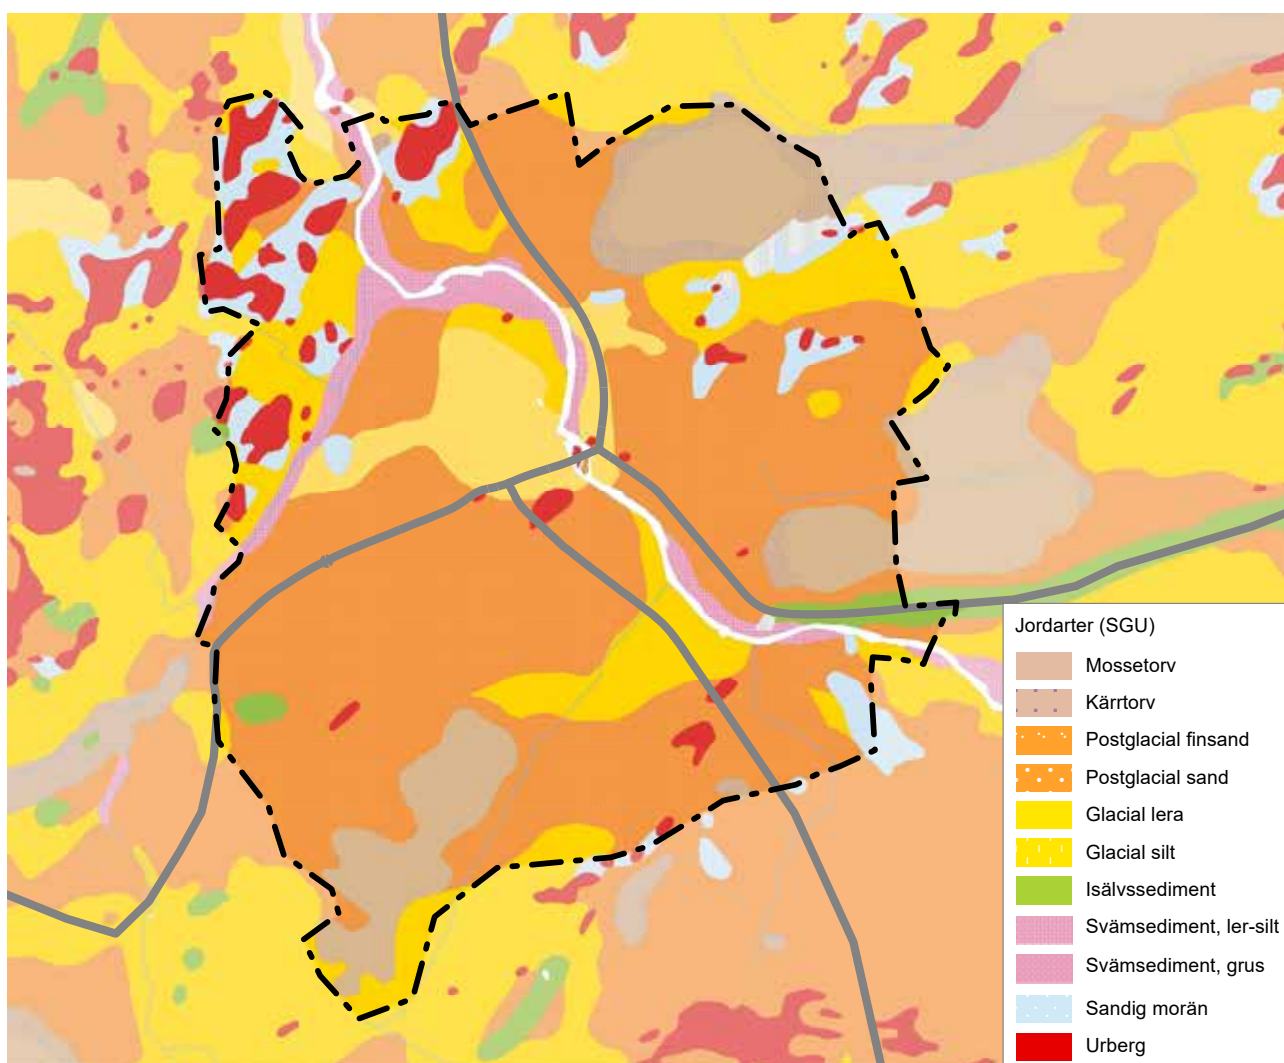 Jordarter (SGU)
Mossetorv
Kärrtorv
Postglacial finsand
Postglacial sand
Glacial lera
Glacial silt
Isälvssediment
Svämsediment, ler-silt
Svämsediment, grus
Sandig morän
Urberg